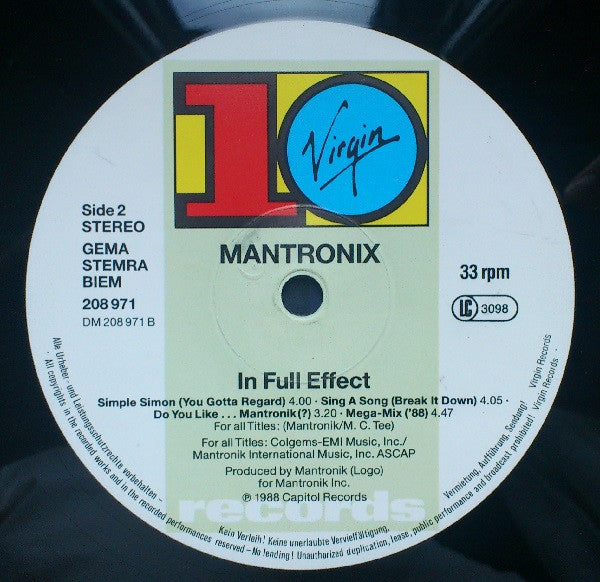 10
Virgin
Side 2
STEREO
GEMA
STEMRA
BIEM
208 971
DM 208 971 B
MANTRONIX
33 rpm
LC 3098
In Full Effect
Simple Simon (You Gotta Regard) 4.00 · Sing A Song (Break It Down) 4.05 ·
Do You Like . . . Mantronik(?) 3.20 · Mega-Mix ('88) 4.47
For all Titles: (Mantronik/M. C. Tee)
For all Titles: Colgems-EMI Music, Inc./
Mantronik International Music, Inc. ASCAP
Produced by Mantronik (Logo)
for Mantronik Inc.
℗ 1988 Capitol Records
records
Alle Urheber- und Leistungsschutzrechte vorbehalten - Kein Verleih! Keine unerlaubte Vervielfältigung, Vermietung, Aufführung, Sendung! Virgin Records
· All copyrights in the recorded works and in the recorded performances reserved – No lending! Unauthorized duplication, lease, public performance and broadcast prohibited! Virgin Records